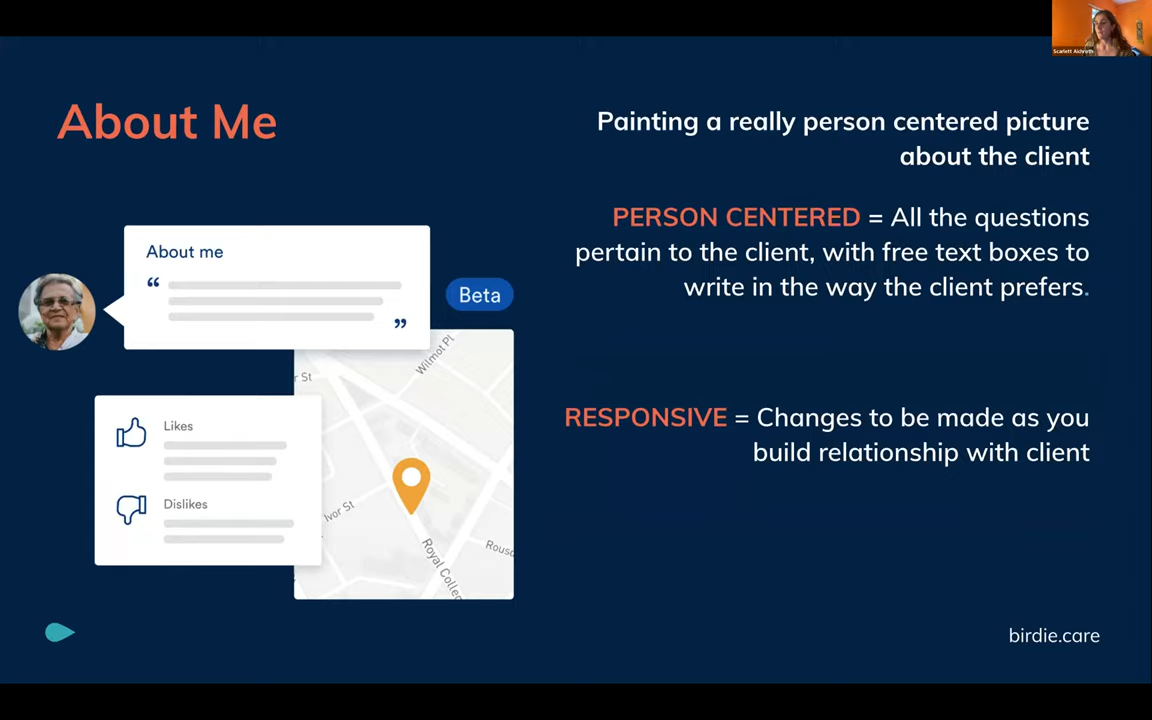 About Me
Painting a really person centered picture
about the client
PERSON CENTERED = All the questions
pertain to the client, with free text boxes to
write in the way the client prefers.
RESPONSIVE = Changes to be made as you
build relationship with client
About me
“
”
Beta
Likes
Dislikes
r St
Wilmot Pl
Ivor St
Royal Colleg
Rousd
birdie.care
Scarlett